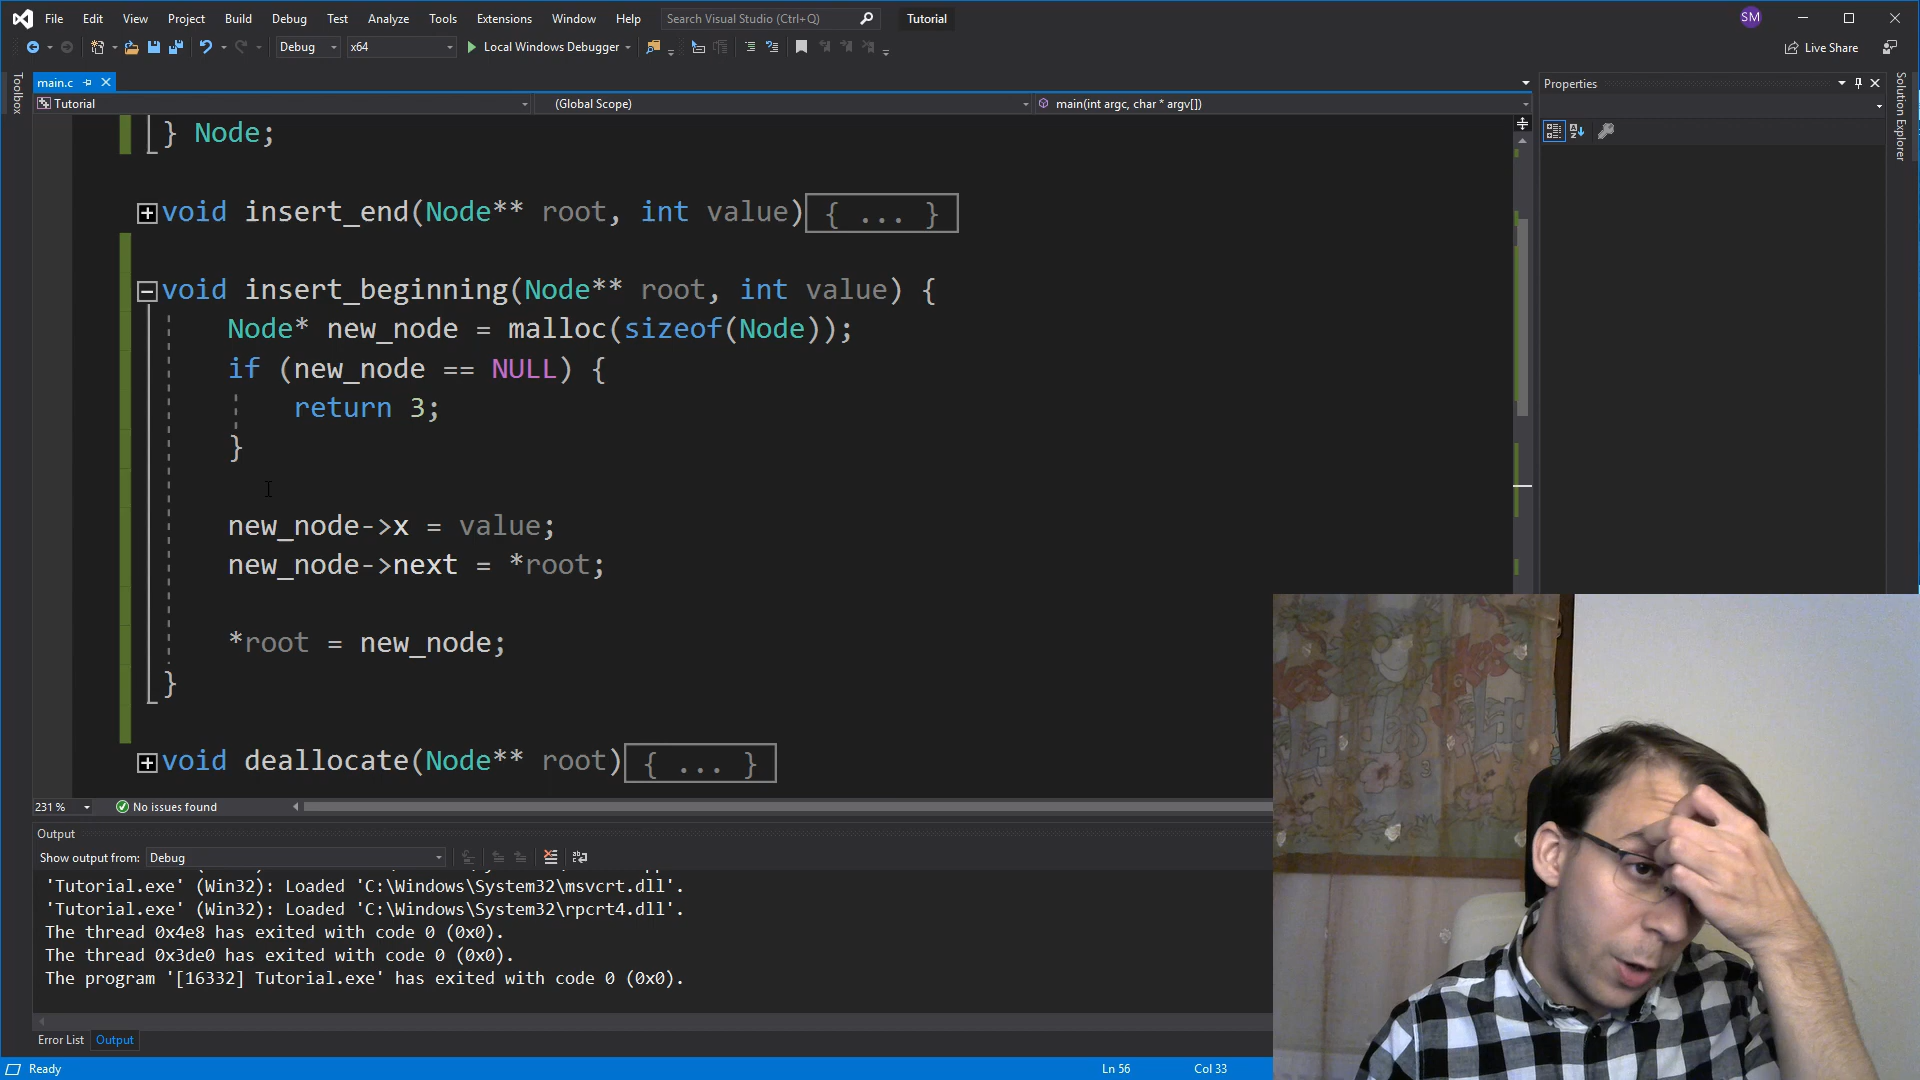 File Edit View Project Build Debug Test Analyze Tools Extensions Window Help Search Visual Studio (Ctrl+Q) Tutorial SM
Debug x64 Local Windows Debugger Live Share
Toolbox main.c Properties Solution Explorer
Tutorial (Global Scope) main(int argc, char * argv[])
} Node;
void insert_end(Node** root, int value) { ... }
void insert_beginning(Node** root, int value) {
Node* new_node = malloc(sizeof(Node));
if (new_node == NULL) {
return 3;
}
new_node->x = value;
new_node->next = *root;
*root = new_node;
}
void deallocate(Node** root) { ... }
231 % No issues found
Output
Show output from: Debug
'Tutorial.exe' (Win32): Loaded 'C:\Windows\System32\msvcrt.dll'.
'Tutorial.exe' (Win32): Loaded 'C:\Windows\System32\rpcrt4.dll'.
The thread 0x4e8 has exited with code 0 (0x0).
The thread 0x3de0 has exited with code 0 (0x0).
The program '[16332] Tutorial.exe' has exited with code 0 (0x0).
Error List Output
Ready Ln 56 Col 33